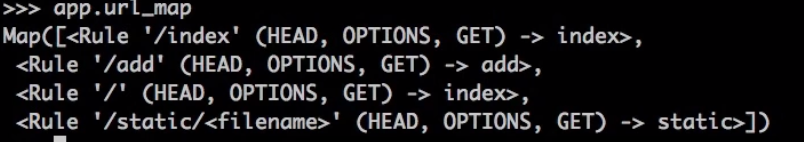 >>> app.url_map
Map([<Rule '/index' (HEAD, OPTIONS, GET) -> index>,
 <Rule '/add' (HEAD, OPTIONS, GET) -> add>,
 <Rule '/' (HEAD, OPTIONS, GET) -> index>,
 <Rule '/static/<filename>' (HEAD, OPTIONS, GET) -> static>])